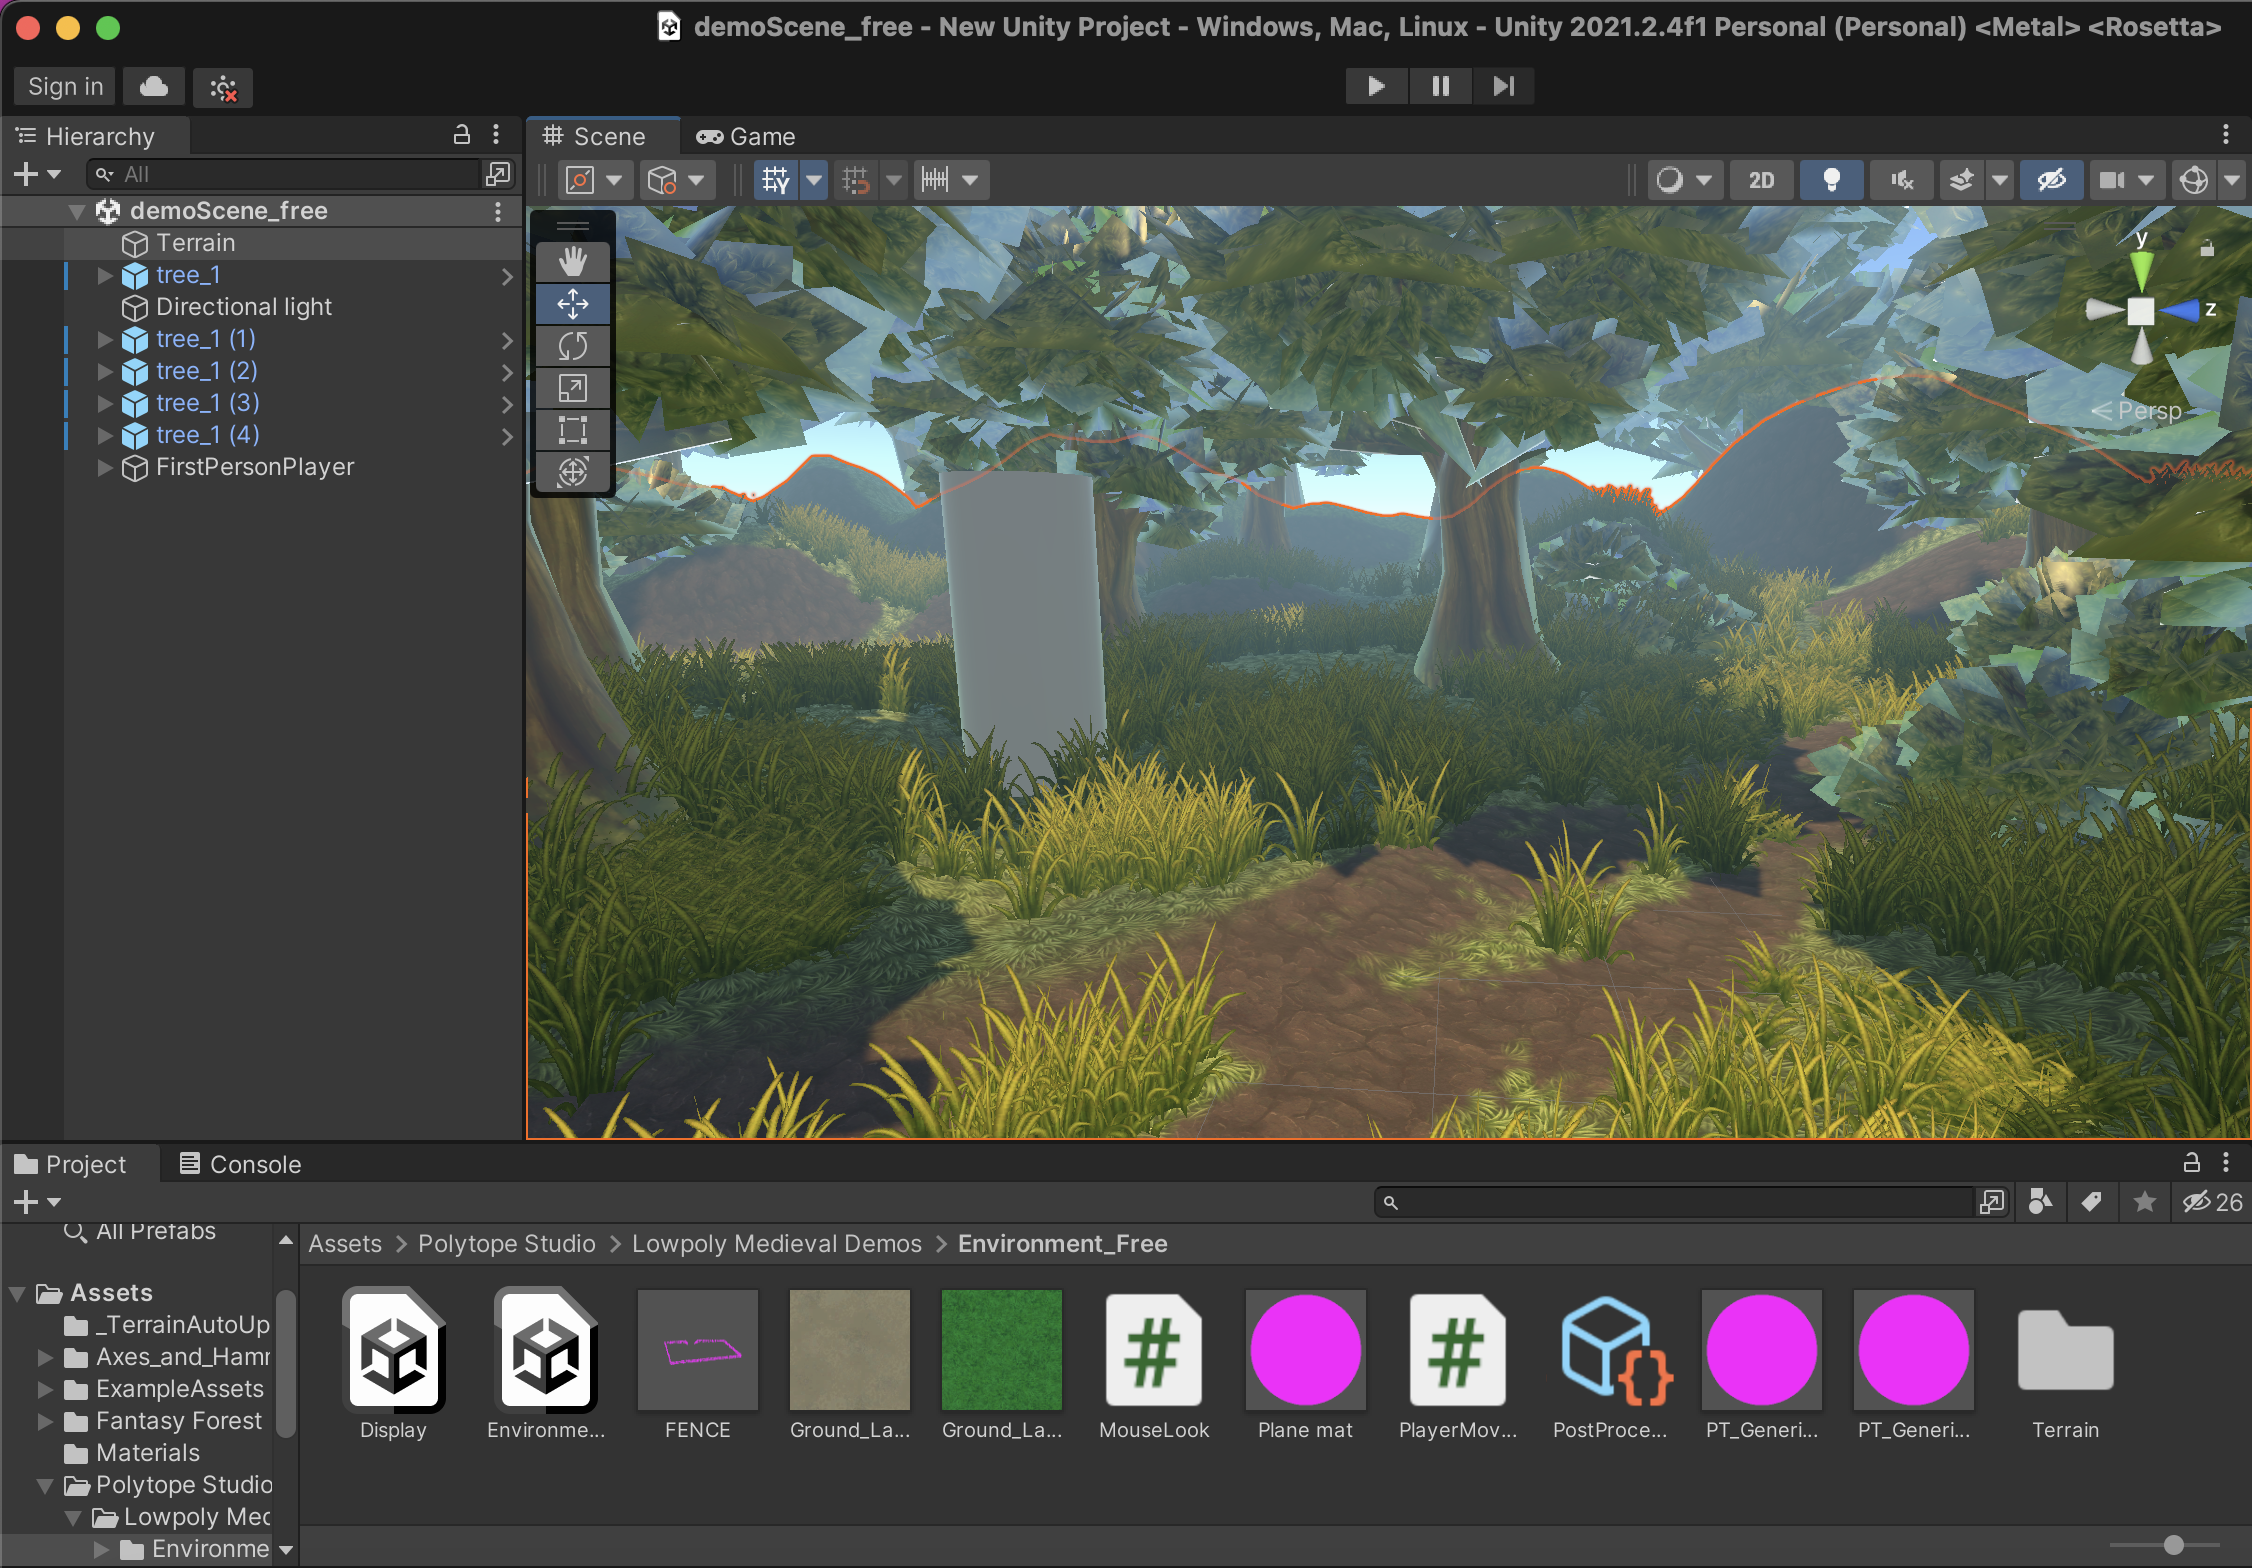 demoScene_free - New Unity Project - Windows, Mac, Linux - Unity 2021.2.4f1 Personal (Personal) <Metal> <Rosetta>
Sign in
Hierarchy
All
demoScene_free
Terrain
tree_1
Directional light
tree_1 (1)
tree_1 (2)
tree_1 (3)
tree_1 (4)
FirstPersonPlayer
Scene
Game
2D
y
z
Persp
Project
Console
26
All Prefabs
Assets
_TerrainAutoUp
Axes_and_Hamr
ExampleAssets
Fantasy Forest
Materials
Polytope Studio
Lowpoly Med
Environme
Assets > Polytope Studio > Lowpoly Medieval Demos > Environment_Free
Display
Environme...
FENCE
Ground_La...
Ground_La...
MouseLook
Plane mat
PlayerMov...
PostProce...
PT_Generi...
PT_Generi...
Terrain